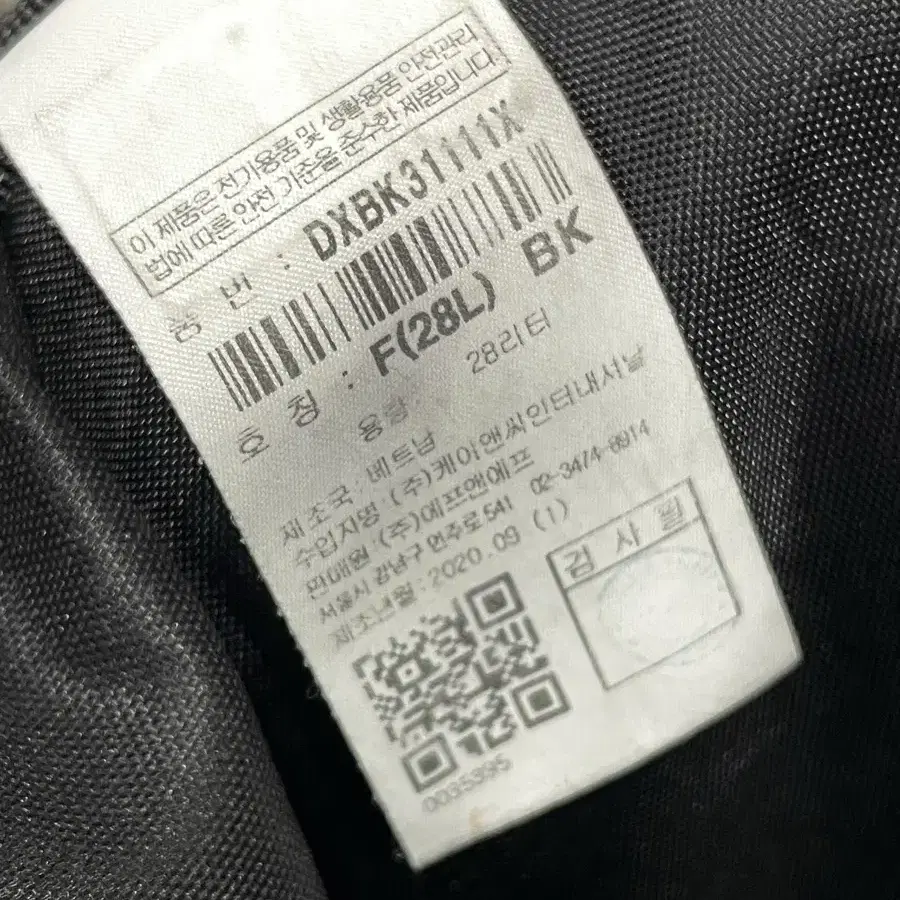 이 제품은 전기용품 및 생활용품 안전관리
법에 따른 안전 기준을 준수한 제품입니다
품 번 : DXBK31111X
호 칭 : F(28L) BK
용량 : 28리터
제조국 : 베트남
수입자명 : (주)케이앤씨인터내셔날
판매원 : (주)에프앤에프
서울시 강남구 언주로 541 02-3474-8914
제조년월 : 2020.09 (1)
검 사 필
0035395